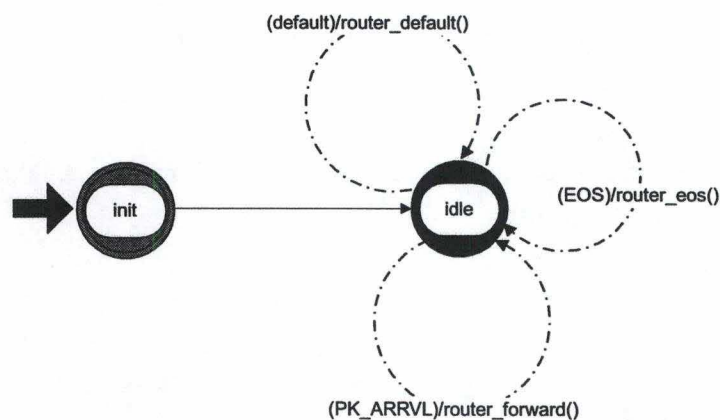 (default)/router_default()
init
idle
(EOS)/router_eos()
(PK_ARRVL)/router_forward()